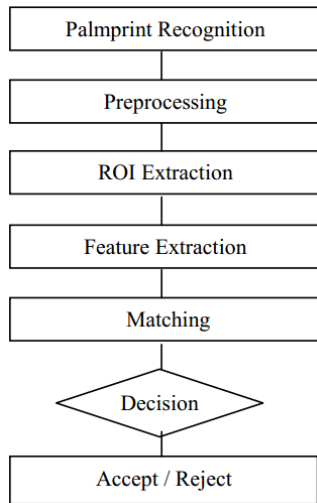 Palmprint Recognition
Preprocessing
ROI Extraction
Feature Extraction
Matching
Decision
Accept / Reject